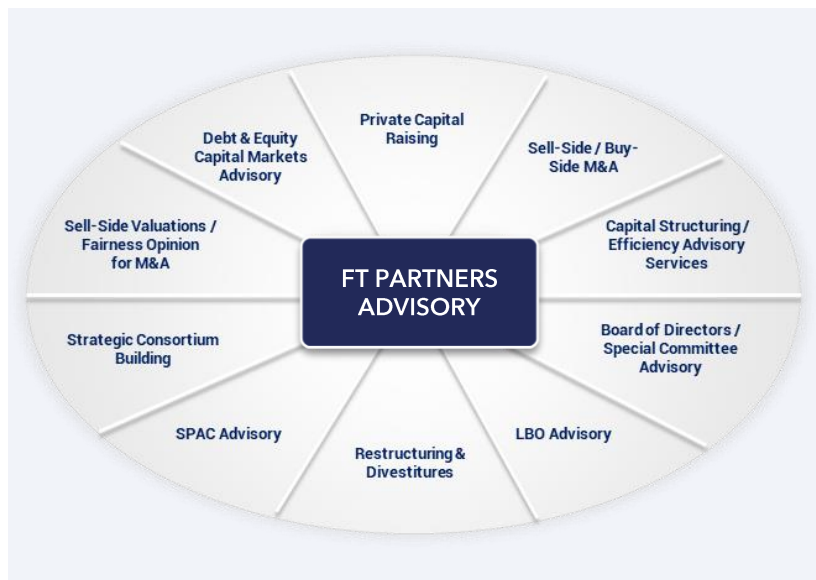 Private Capital
Raising
Debt & Equity
Capital Markets
Advisory
Sell-Side / Buy-
Side M&A
Sell-Side Valuations /
Fairness Opinion
for M&A
Capital Structuring /
Efficiency Advisory
Services
FT PARTNERS
ADVISORY
Strategic Consortium
Building
Board of Directors /
Special Committee
Advisory
SPAC Advisory
LBO Advisory
Restructuring &
Divestitures